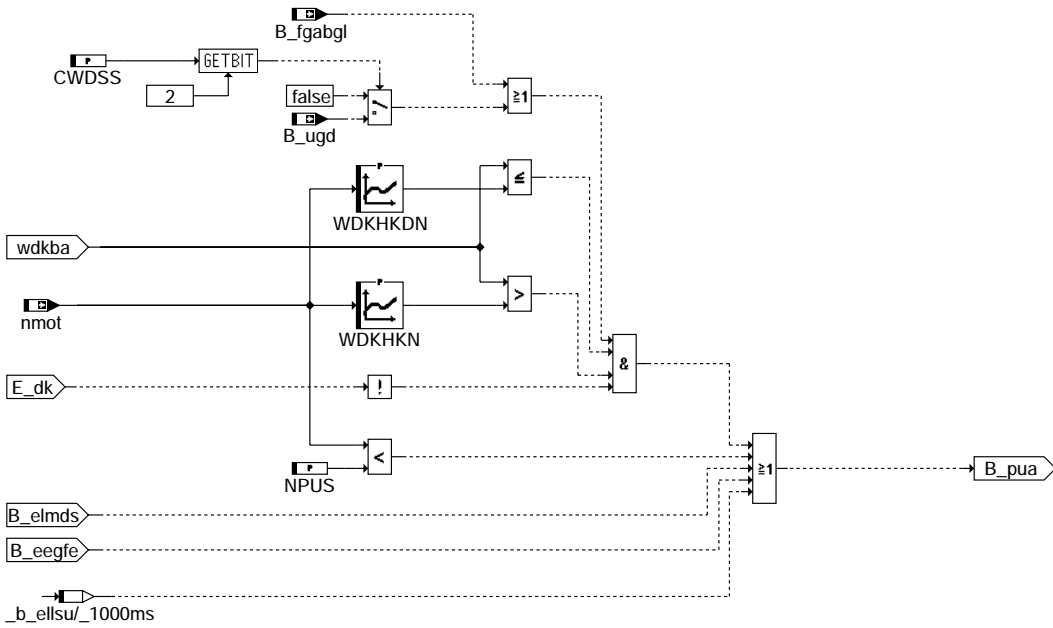 B_fgabgl
P
GETBIT
CWDSS
2
false
≧1
B_ugd
P
≤
WDKHKDN
wdkba
P
>
nmot
WDKHKN
&
E_dk
!
P
<
NPUS
≧1
B_pua
B_elmds
B_eegfe
_b_ellsu/_1000ms